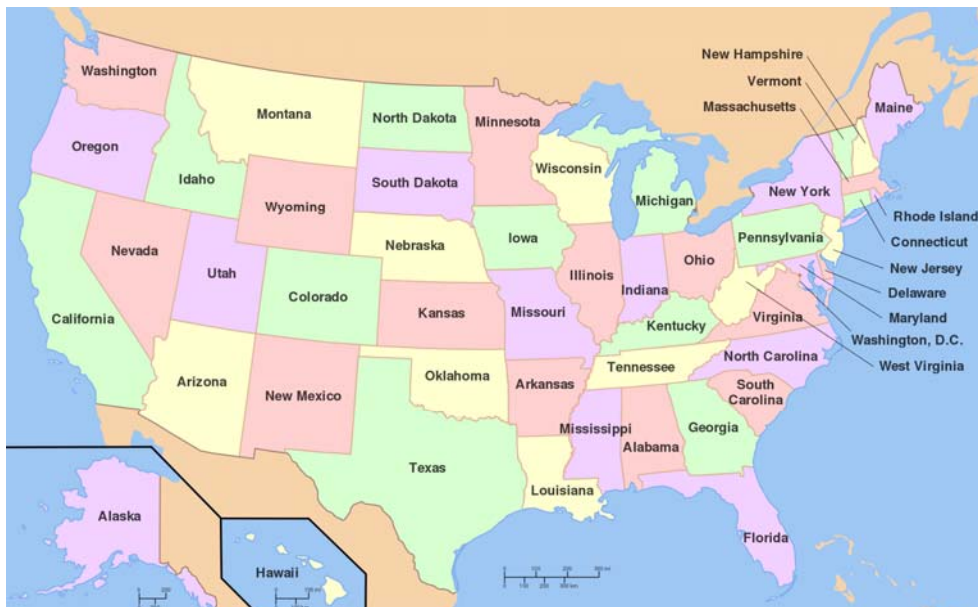 New Hampshire
Vermont
Massachusetts
Washington
Montana
North Dakota
Minnesota
Maine
Oregon
Idaho
Wisconsin
South Dakota
Michigan
New York
Wyoming
Rhode Island
Connecticut
Nevada
Nebraska
Iowa
Pennsylvania
Utah
Illinois
Indiana
Ohio
New Jersey
Colorado
Delaware
California
Kansas
Missouri
Kentucky
Virginia
Maryland
Washington, D.C.
West Virginia
North Carolina
Tennessee
Arizona
Oklahoma
Arkansas
New Mexico
South
Carolina
Mississippi
Alabama
Georgia
Texas
Louisiana
Alaska
Florida
Hawaii